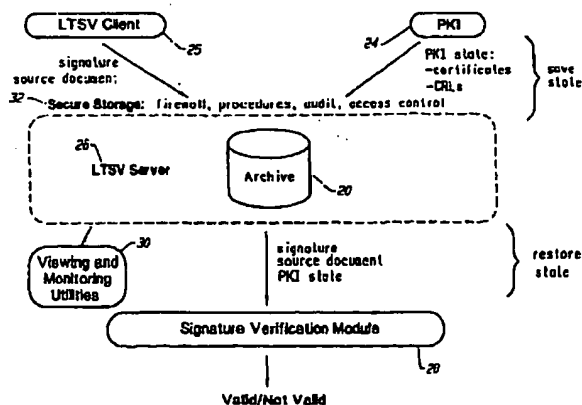 LTSV Client
25
PKI
24
signature
source document;
PKI state:
-certificates
-CRLs
save
state
32
Secure Storage: firewall, procedures, audit, access control
26
LTSV Server
Archive
20
30
Viewing and
Monitoring
Utilities
signature
source document
PKI state
restore
state
Signature Verification Module
28
Valid/Not Valid